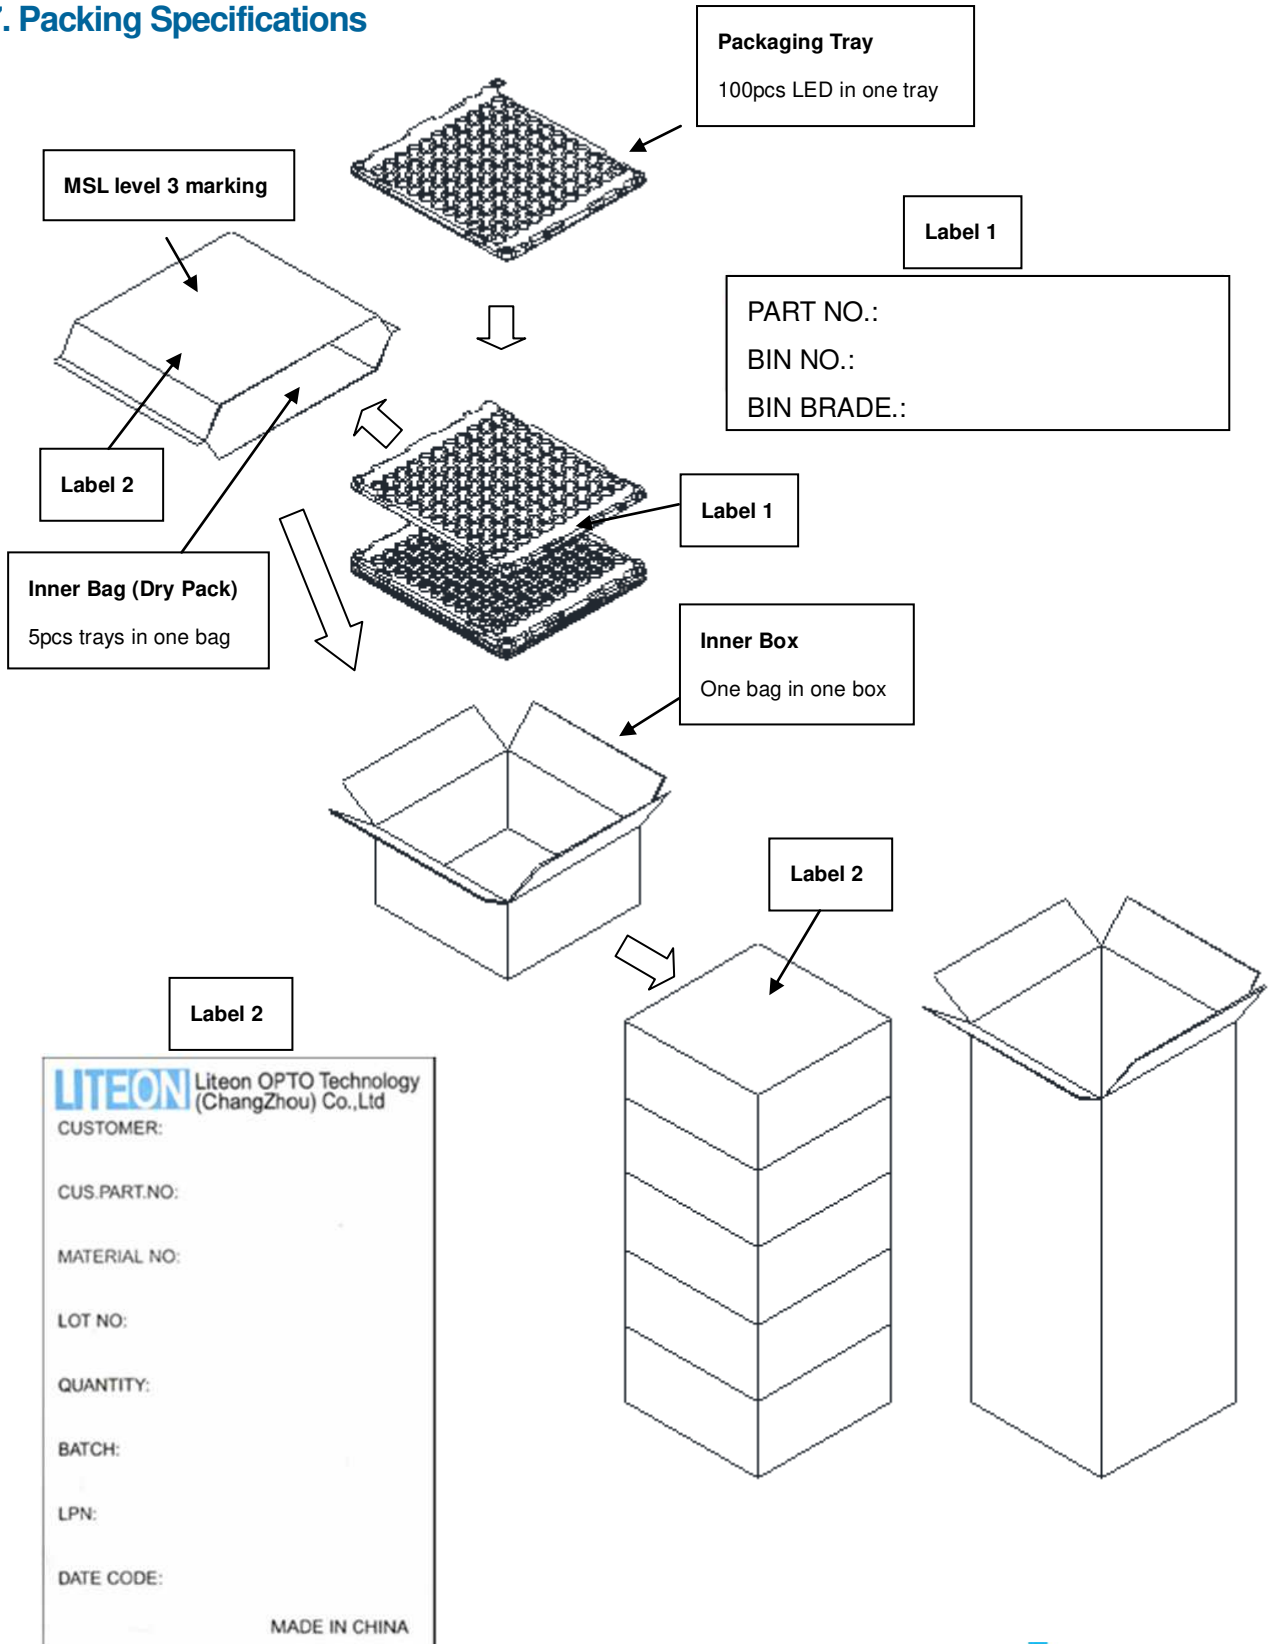 7. Packing Specifications
Packaging Tray
100pcs LED in one tray
MSL level 3 marking
Label 1
PART NO.:
BIN NO.:
BIN BRADE.:
Label 2
Label 1
Inner Bag (Dry Pack)
5pcs trays in one bag
Inner Box
One bag in one box
Label 2
Label 2
LITEON Liteon OPTO Technology
(ChangZhou) Co.,Ltd
CUSTOMER:
CUS.PART.NO:
MATERIAL NO:
LOT NO:
QUANTITY:
BATCH:
LPN:
DATE CODE:
MADE IN CHINA